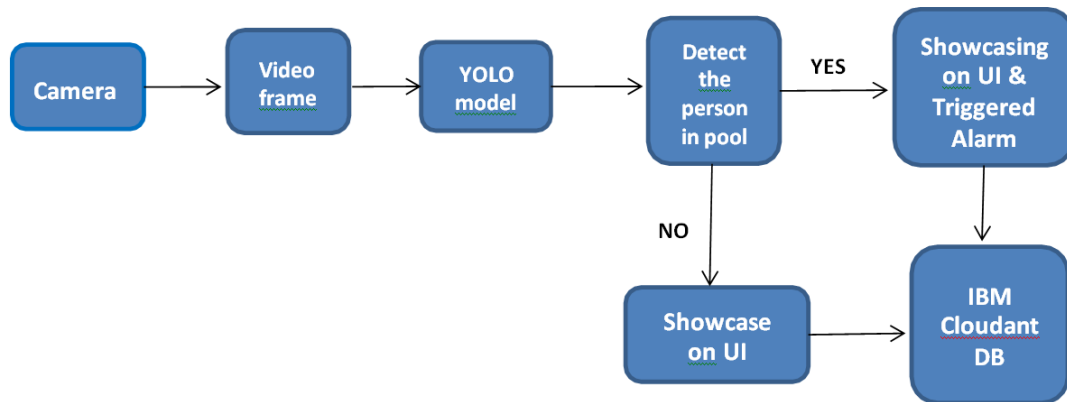 Camera
Video
frame
YOLO
model
Detect
the
person
in pool
YES
Showcasing
on UI &
Triggered
Alarm
NO
Showcase
on UI
IBM
Cloudant
DB